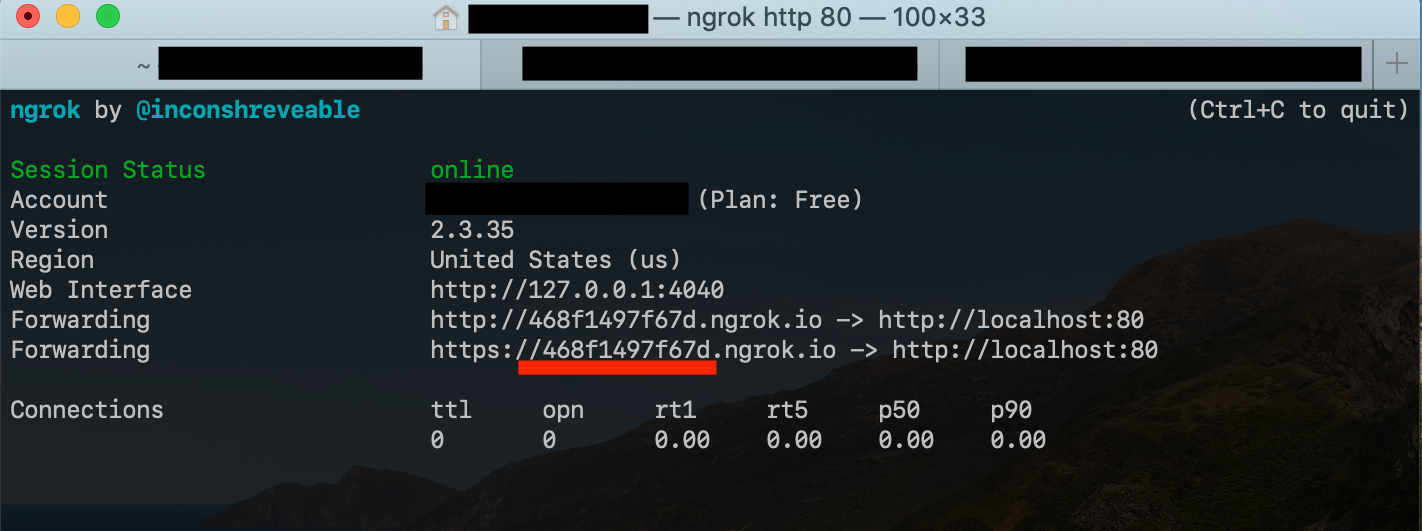 — ngrok http 80 — 100×33
~
ngrok by @inconshreveable (Ctrl+C to quit)
Session Status online
Account (Plan: Free)
Version 2.3.35
Region United States (us)
Web Interface http://127.0.0.1:4040
Forwarding http://468f1497f67d.ngrok.io -> http://localhost:80
Forwarding https://468f1497f67d.ngrok.io -> http://localhost:80
Connections ttl opn rt1 rt5 p50 p90
0 0 0.00 0.00 0.00 0.00